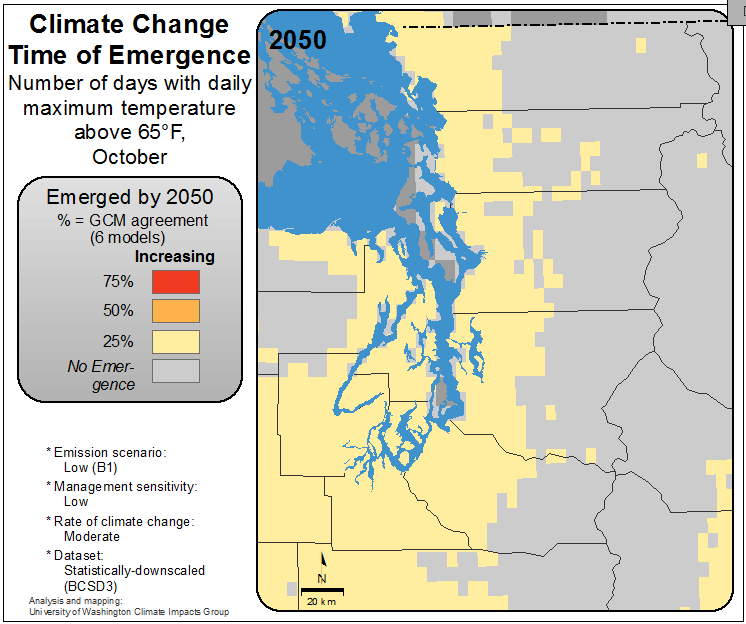 Climate Change
Time of Emergence
Number of days with daily
maximum temperature
above 65°F,
October
Emerged by 2050
% = GCM agreement
(6 models)
Increasing
75%
50%
25%
No Emer-
gence
* Emission scenario:
Low (B1)
* Management sensitivity:
Low
* Rate of climate change:
Moderate
* Dataset:
Statistically-downscaled
(BCSD3)
Analysis and mapping:
University of Washington Climate Impacts Group
2050
N
20 km